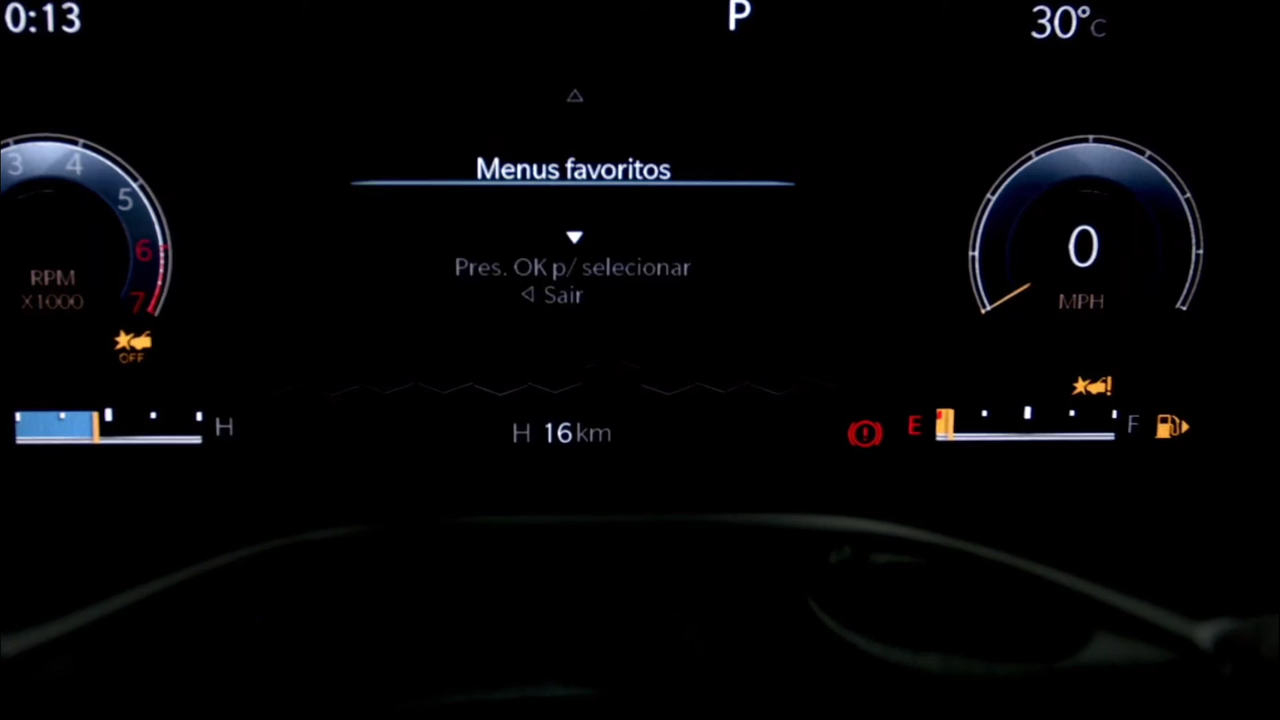 0:13
P
30°C
Menus favoritos
3
4
5
6
7
RPM
X1000
OFF
Pres. OK p/ selecionar
Sair
0
MPH
H
H 16 km
E
F